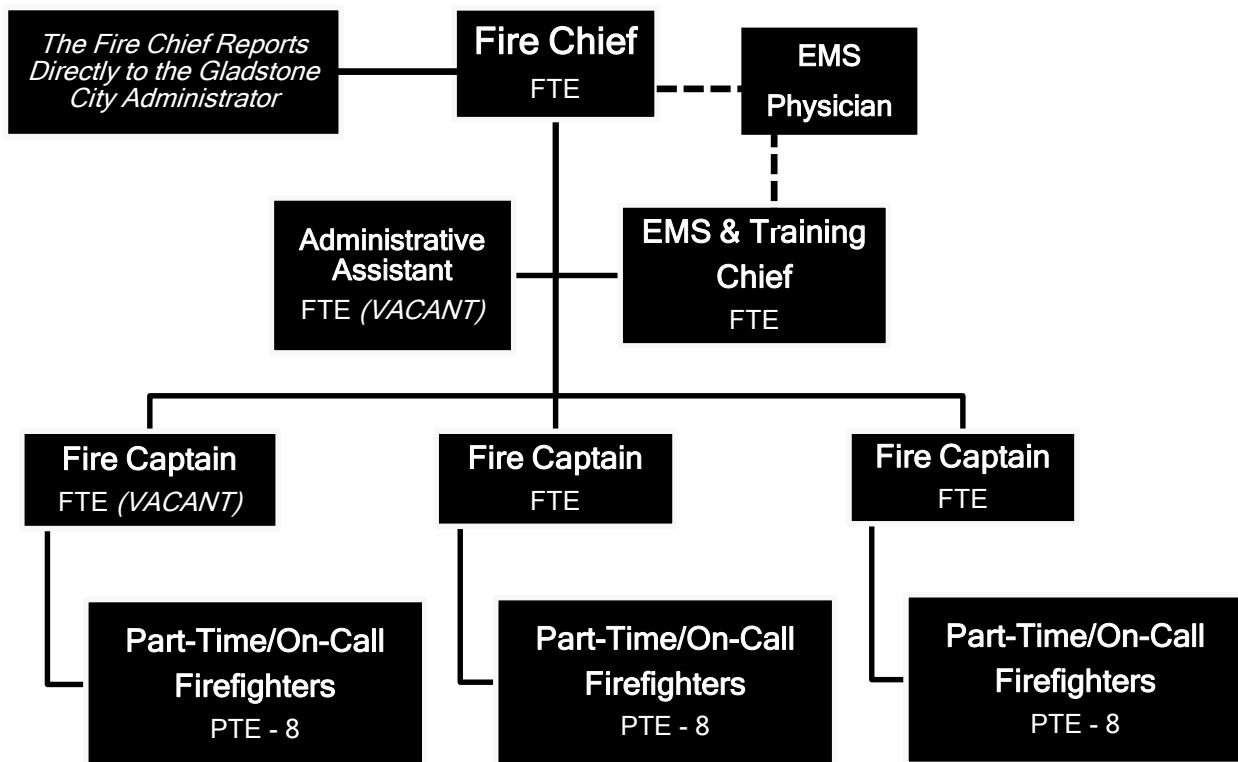 The Fire Chief Reports
Directly to the Gladstone
City Administrator
Fire Chief
FTE
EMS
Physician
Administrative
Assistant
FTE (VACANT)
EMS & Training
Chief
FTE
Fire Captain
FTE (VACANT)
Fire Captain
FTE
Fire Captain
FTE
Part-Time/On-Call
Firefighters
PTE - 8
Part-Time/On-Call
Firefighters
PTE - 8
Part-Time/On-Call
Firefighters
PTE - 8